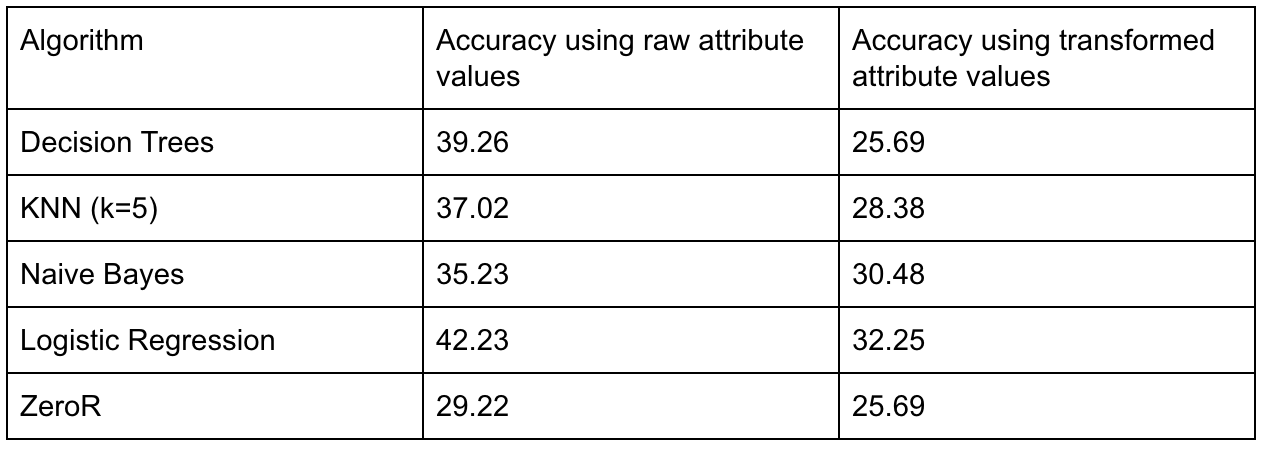 Algorithm
Accuracy using raw attribute
values
Accuracy using transformed
attribute values
Decision Trees
39.26
25.69
KNN (k=5)
37.02
28.38
Naive Bayes
35.23
30.48
Logistic Regression
42.23
32.25
ZeroR
29.22
25.69